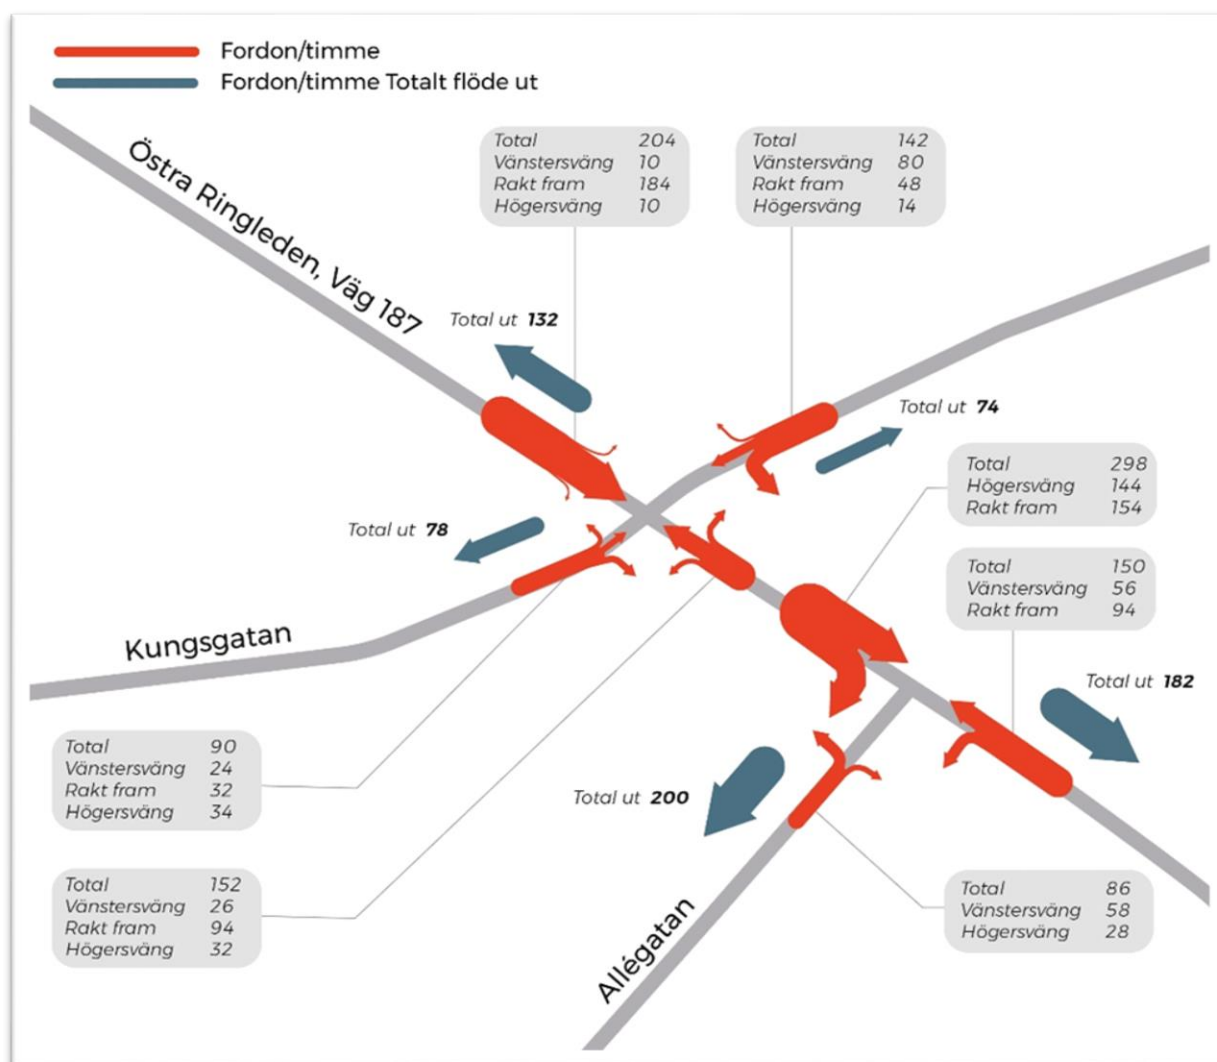 Fordon/timme
Fordon/timme Totalt flöde ut
Östra Ringleden, Väg 187
Total 204
Vänstersväng 10
Rakt fram 184
Högersväng 10
Total 142
Vänstersväng 80
Rakt fram 48
Högersväng 14
Total ut 132
Total ut 74
Total 298
Högersväng 144
Rakt fram 154
Total ut 78
Total 150
Vänstersväng 56
Rakt fram 94
Kungsgatan
Total ut 182
Total 90
Vänstersväng 24
Rakt fram 32
Högersväng 34
Total ut 200
Total 152
Vänstersväng 26
Rakt fram 94
Högersväng 32
Allégatan
Total 86
Vänstersväng 58
Högersväng 28